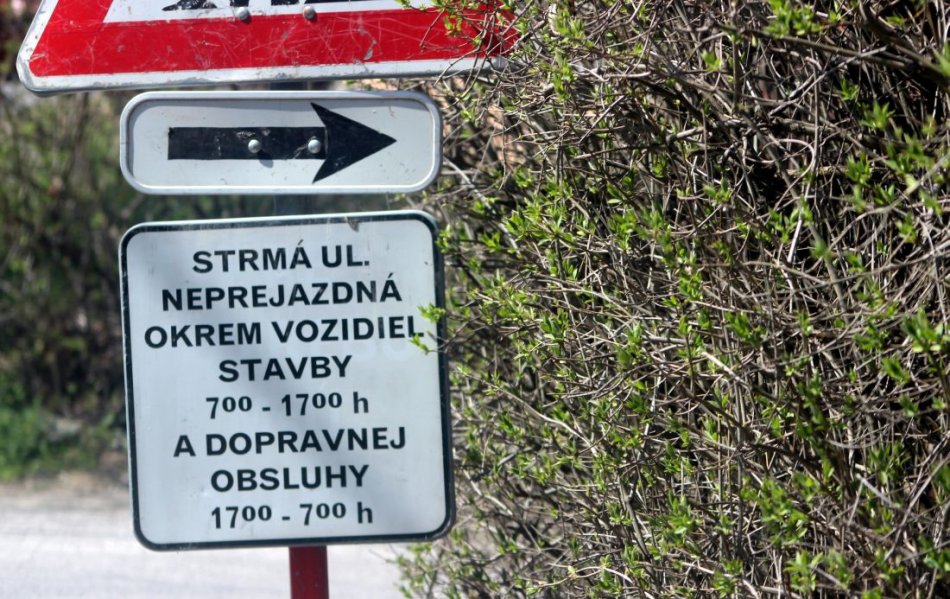 STRMÁ UL.
NEPREJAZDNÁ
OKREM VOZIDIEL
STAVBY
7⁰⁰ - 17⁰⁰ h
A DOPRAVNEJ
OBSLUHY
17⁰⁰ - 7⁰⁰ h